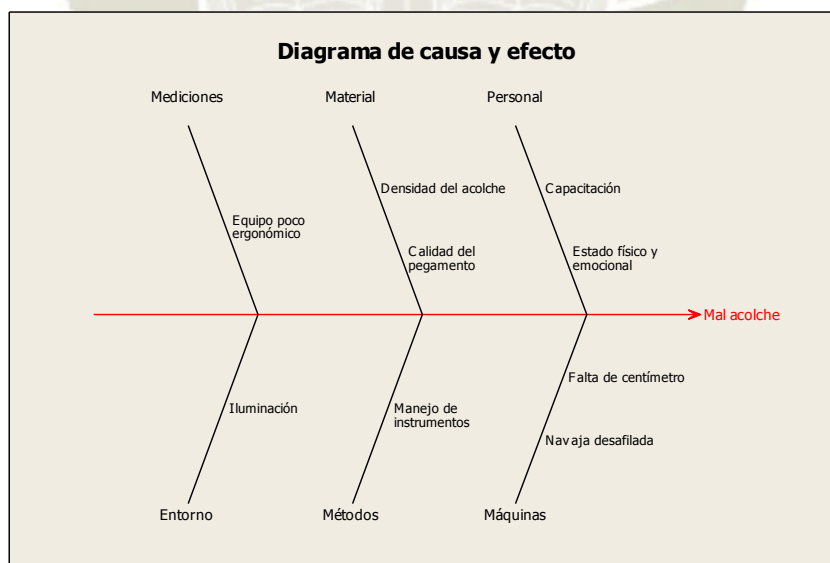 Diagrama de causa y efecto
Mediciones
Material
Personal
Densidad del acolche
Capacitación
Equipo poco
ergonómico
Calidad del
pegamento
Estado físico y
emocional
Mal acolche
Falta de centímetro
Iluminación
Manejo de
instrumentos
Navaja desafilada
Entorno
Métodos
Máquinas